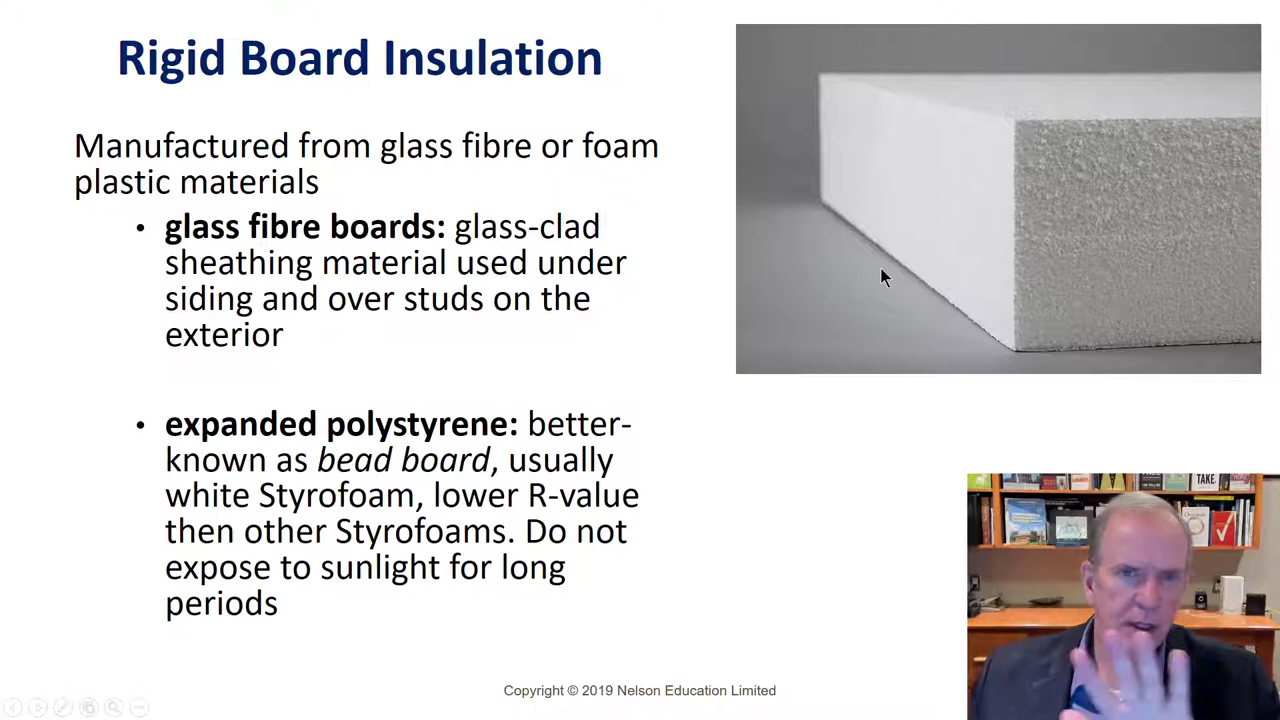 Rigid Board Insulation
Manufactured from glass fibre or foam
plastic materials
• glass fibre boards: glass-clad
sheathing material used under
siding and over studs on the
exterior
• expanded polystyrene: better-
known as bead board, usually
white Styrofoam, lower R-value
then other Styrofoams. Do not
expose to sunlight for long
periods
TAKE.
Copyright © 2019 Nelson Education Limited